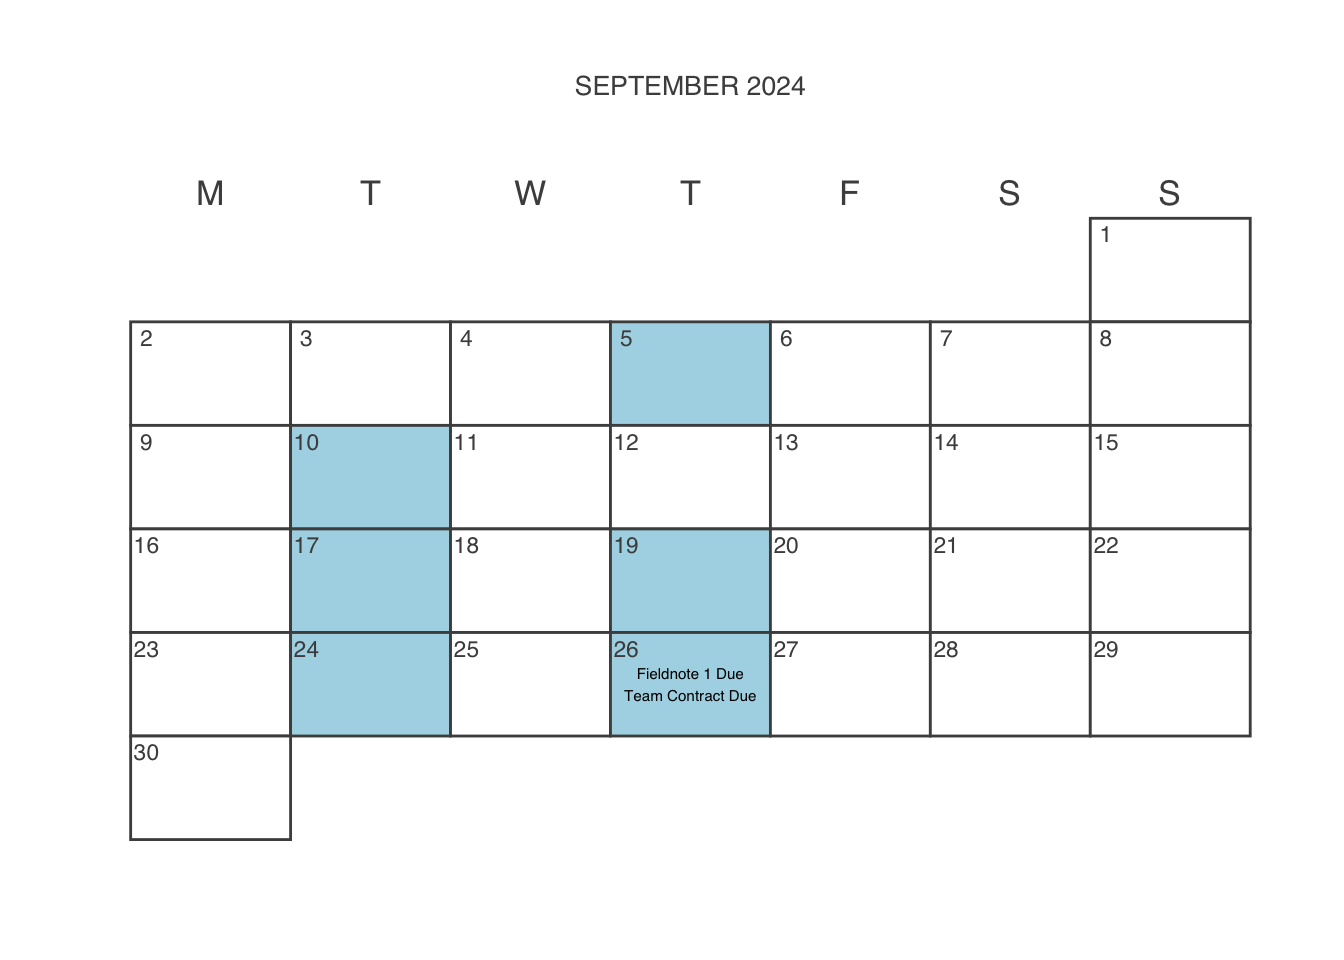 SEPTEMBER 2024
M T W T F S S
1
2 3 4 5 6 7 8
9 10 11 12 13 14 15
16 17 18 19 20 21 22
23 24 25 26 27 28 29
Fieldnote 1 Due
Team Contract Due
30